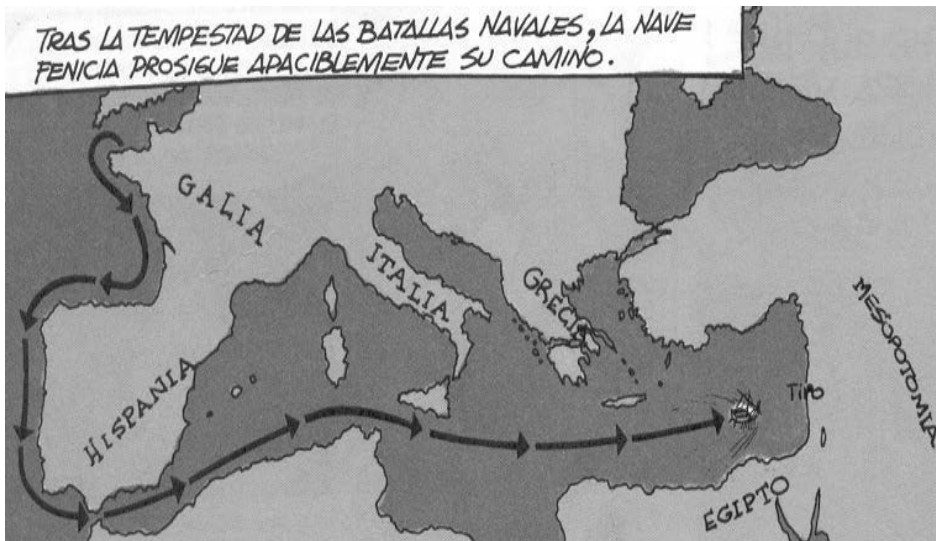 TRAS LA TEMPESTAD DE LAS BATALLAS NAVALES, LA NAVE
FENICIA PROSIGUE APACIBLEMENTE SU CAMINO.
GALIA
ITALIA
GRECIA
MESOPOTOMIA
HISPANIA
Tiro
EGIPTO